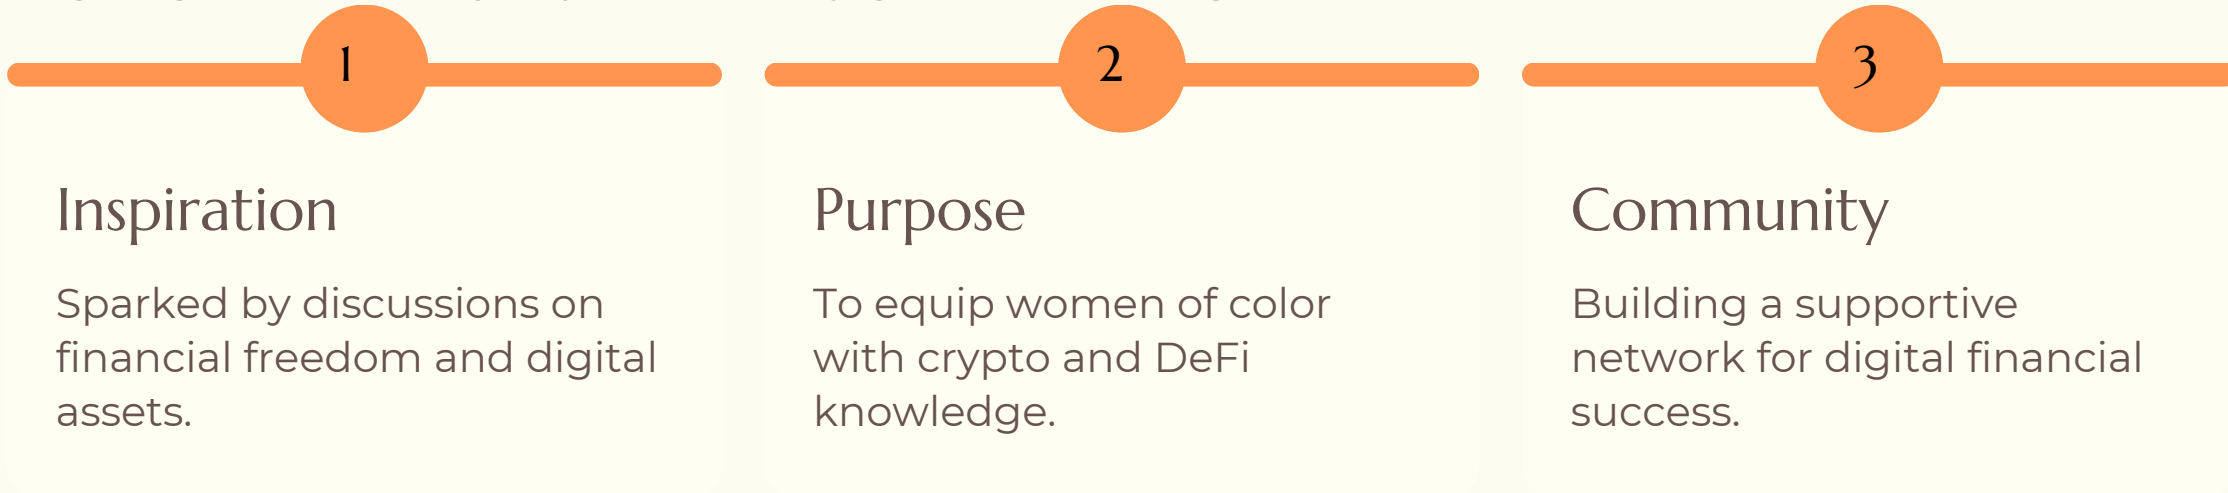 1
Inspiration
Sparked by discussions on
financial freedom and digital
assets.
2
Purpose
To equip women of color
with crypto and DeFi
knowledge.
3
Community
Building a supportive
network for digital financial
success.